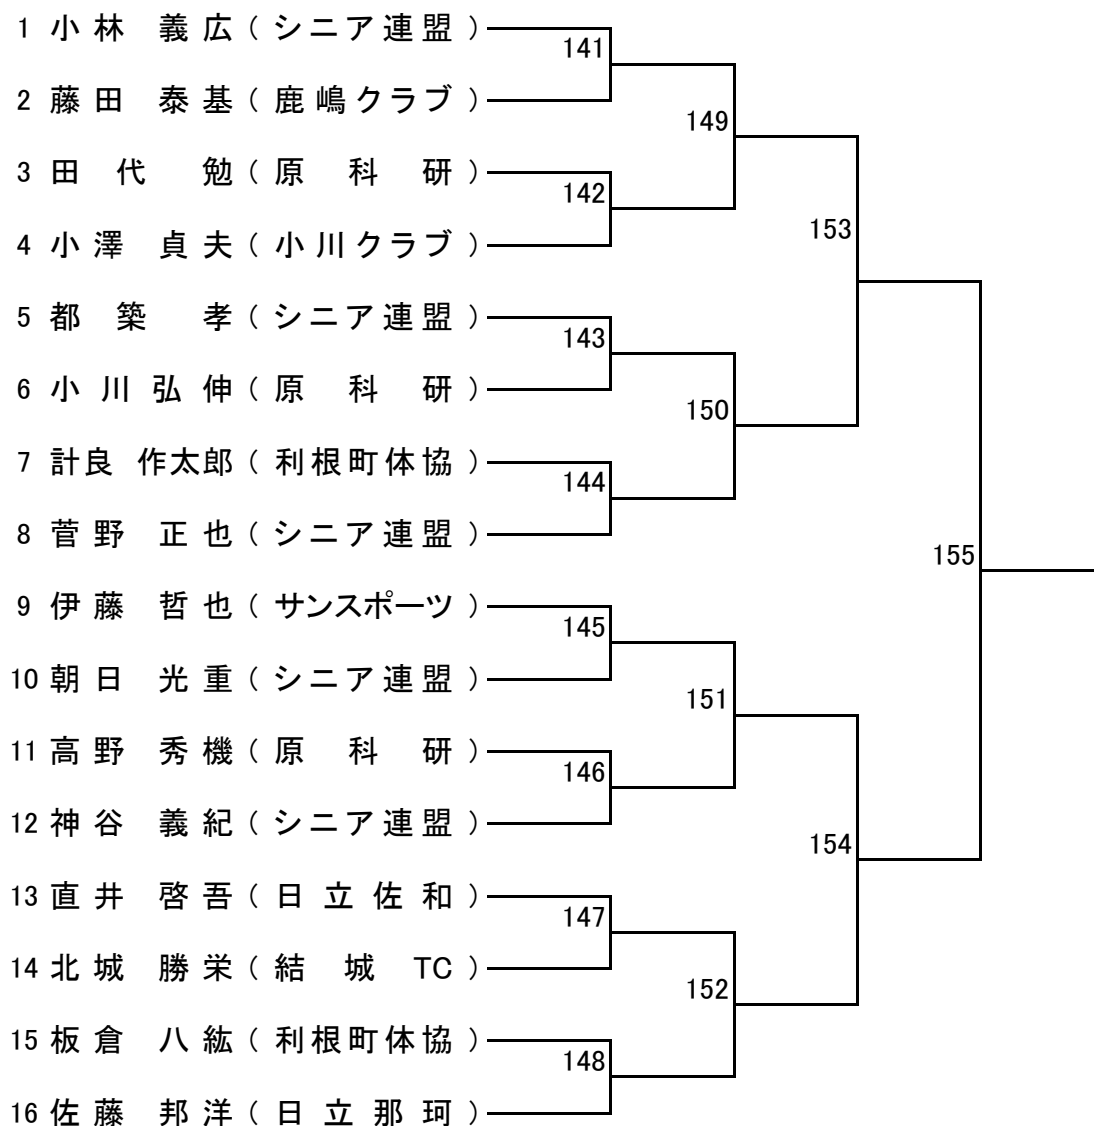 1 小林 義広 ( シニア連盟 )
141
2 藤田 泰基 ( 鹿嶋クラブ )
149
3 田代 勉 ( 原科研 )
142
4 小澤 貞夫 ( 小川クラブ )
153
5 都築 孝 ( シニア連盟 )
143
6 小川 弘伸 ( 原科研 )
150
7 計良 作太郎 ( 利根町体協 )
144
8 菅野 正也 ( シニア連盟 )
155
9 伊藤 哲也 ( サンスポーツ )
145
10 朝日 光重 ( シニア連盟 )
151
11 高野 秀機 ( 原科研 )
146
12 神谷 義紀 ( シニア連盟 )
154
13 直井 啓吾 ( 日立佐和 )
147
14 北城 勝栄 ( 結城 TC )
152
15 板倉 八紘 ( 利根町体協 )
148
16 佐藤 邦洋 ( 日立那珂 )